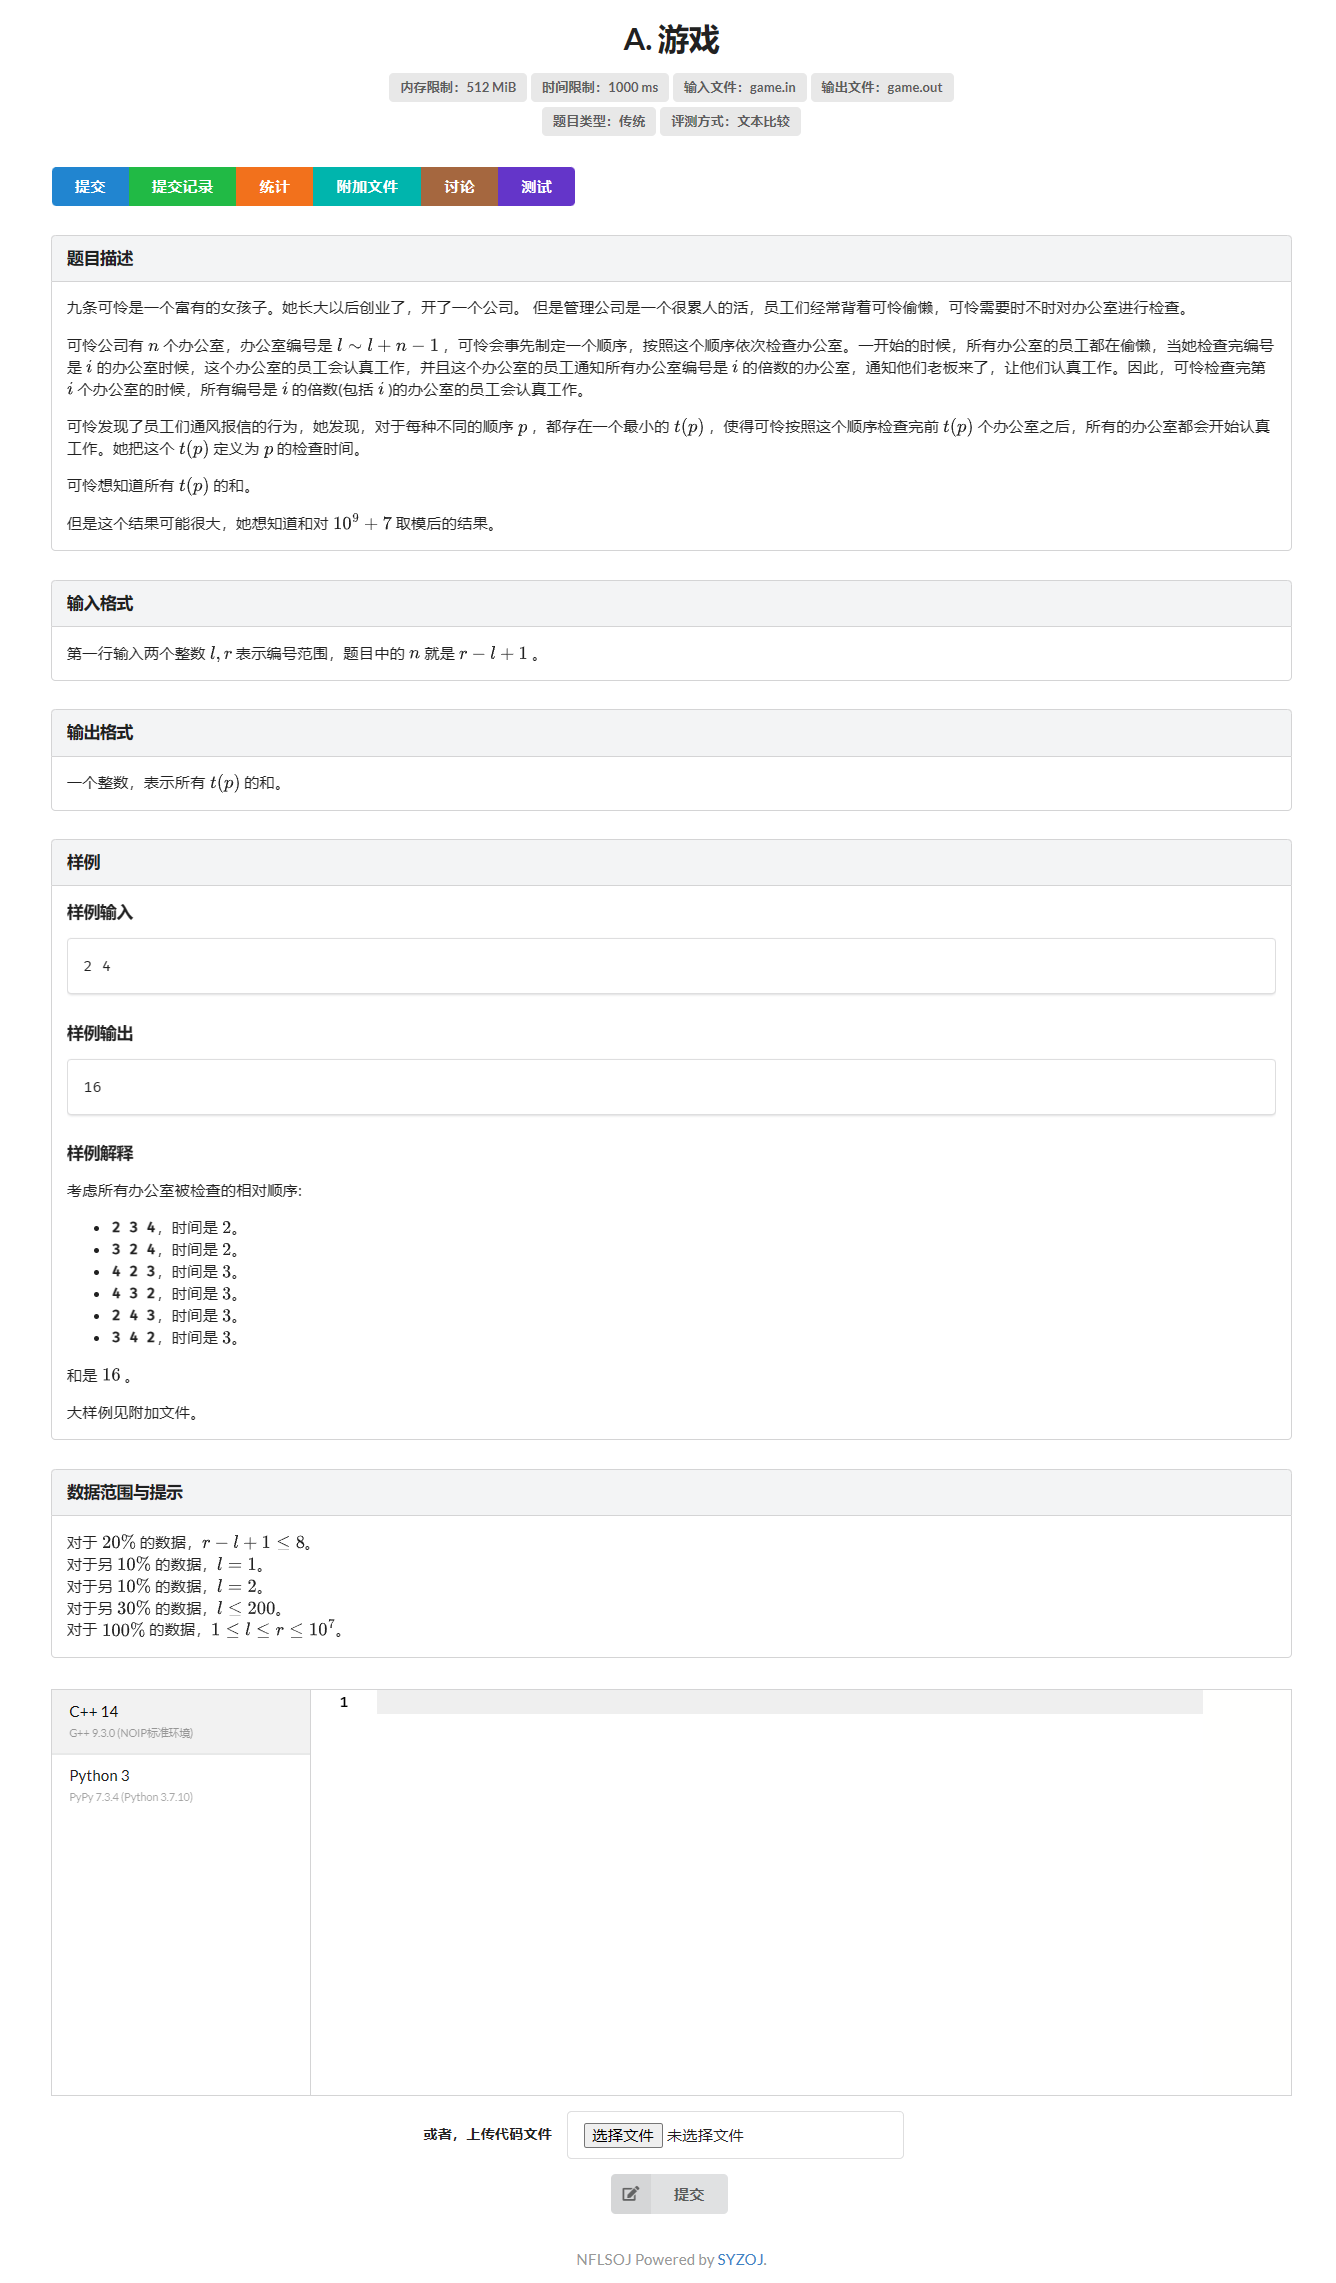 A. 游戏
内存限制：512 MiB
时间限制：1000 ms
输入文件：game.in
输出文件：game.out
题目类型：传统
评测方式：文本比较
提交
提交记录
统计
附加文件
讨论
测试
题目描述
九条可怜是一个富有的女孩子。她长大以后创业了，开了一个公司。 但是管理公司是一个很累人的活，员工们经常背着可怜偷懒，可怜需要时不时对办公室进行检查。
可怜公司有 n 个办公室，办公室编号是 l ∼ l + n − 1 ，可怜会事先制定一个顺序，按照这个顺序依次检查办公室。一开始的时候，所有办公室的员工都在偷懒，当她检查完编号
是 i 的办公室时候，这个办公室的员工会认真工作，并且这个办公室的员工通知所有办公室编号是 i 的倍数的办公室，通知他们老板来了，让他们认真工作。因此，可怜检查完第
i 个办公室的时候，所有编号是 i 的倍数(包括 i )的办公室的员工会认真工作。
可怜发现了员工们通风报信的行为，她发现，对于每种不同的顺序 p ，都存在一个最小的 t(p) ，使得可怜按照这个顺序检查完前 t(p) 个办公室之后，所有的办公室都会开始认真
工作。她把这个 t(p) 定义为 p 的检查时间。
可怜想知道所有 t(p) 的和。
但是这个结果可能很大，她想知道和对 10⁹ + 7 取模后的结果。
输入格式
第一行输入两个整数 l, r 表示编号范围，题目中的 n 就是 r − l + 1 。
输出格式
一个整数，表示所有 t(p) 的和。
样例
样例输入
2 4
样例输出
16
样例解释
考虑所有办公室被检查的相对顺序:
• 2 3 4，时间是 2。
• 3 2 4，时间是 2。
• 4 2 3，时间是 3。
• 4 3 2，时间是 3。
• 2 4 3，时间是 3。
• 3 4 2，时间是 3。
和是 16 。
大样例见附加文件。
数据范围与提示
对于 20% 的数据，r − l + 1 ≤ 8。
对于另 10% 的数据，l = 1。
对于另 10% 的数据，l = 2。
对于另 30% 的数据，l ≤ 200。
对于 100% 的数据，1 ≤ l ≤ r ≤ 10⁷。
C++ 14
G++ 9.3.0 (NOIP标准环境)
Python 3
PyPy 7.3.4 (Python 3.7.10)
1
或者，上传代码文件
选择文件 未选择文件
提交
NFLSOJ Powered by SYZOJ.